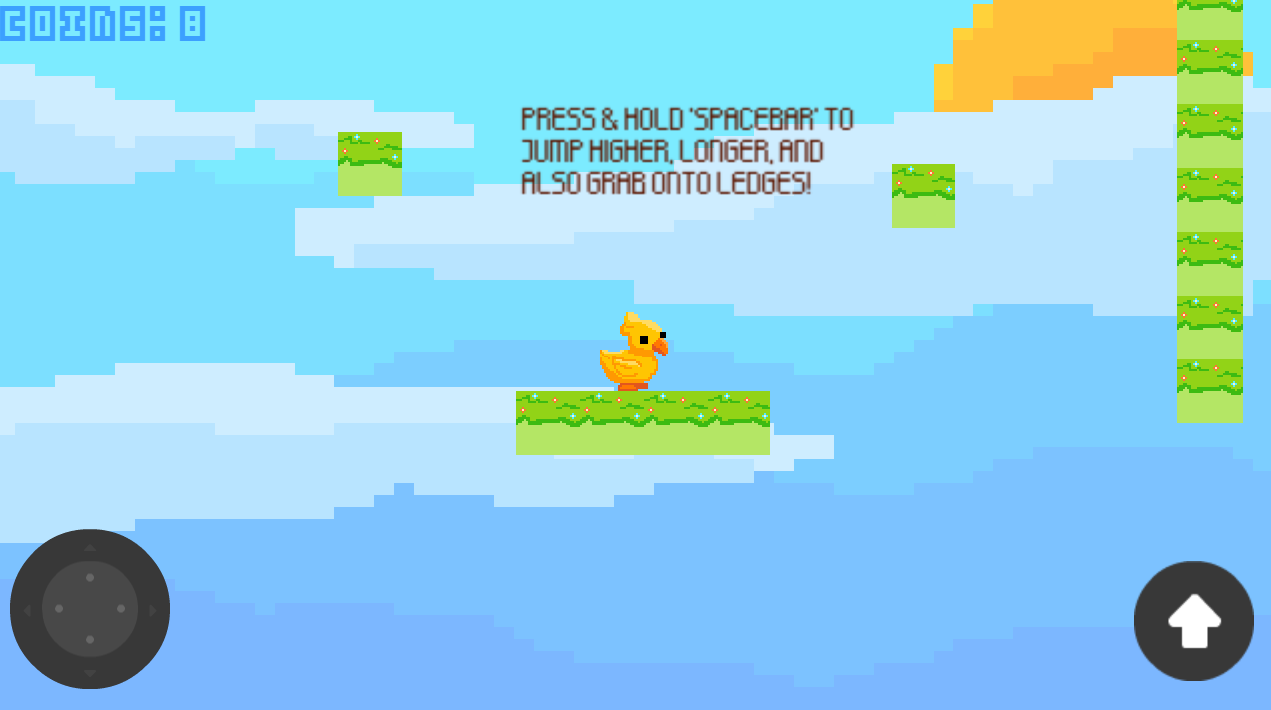 COINS: 0
PRESS & HOLD 'SPACEBAR' TO
JUMP HIGHER, LONGER, AND
ALSO GRAB ONTO LEDGES!